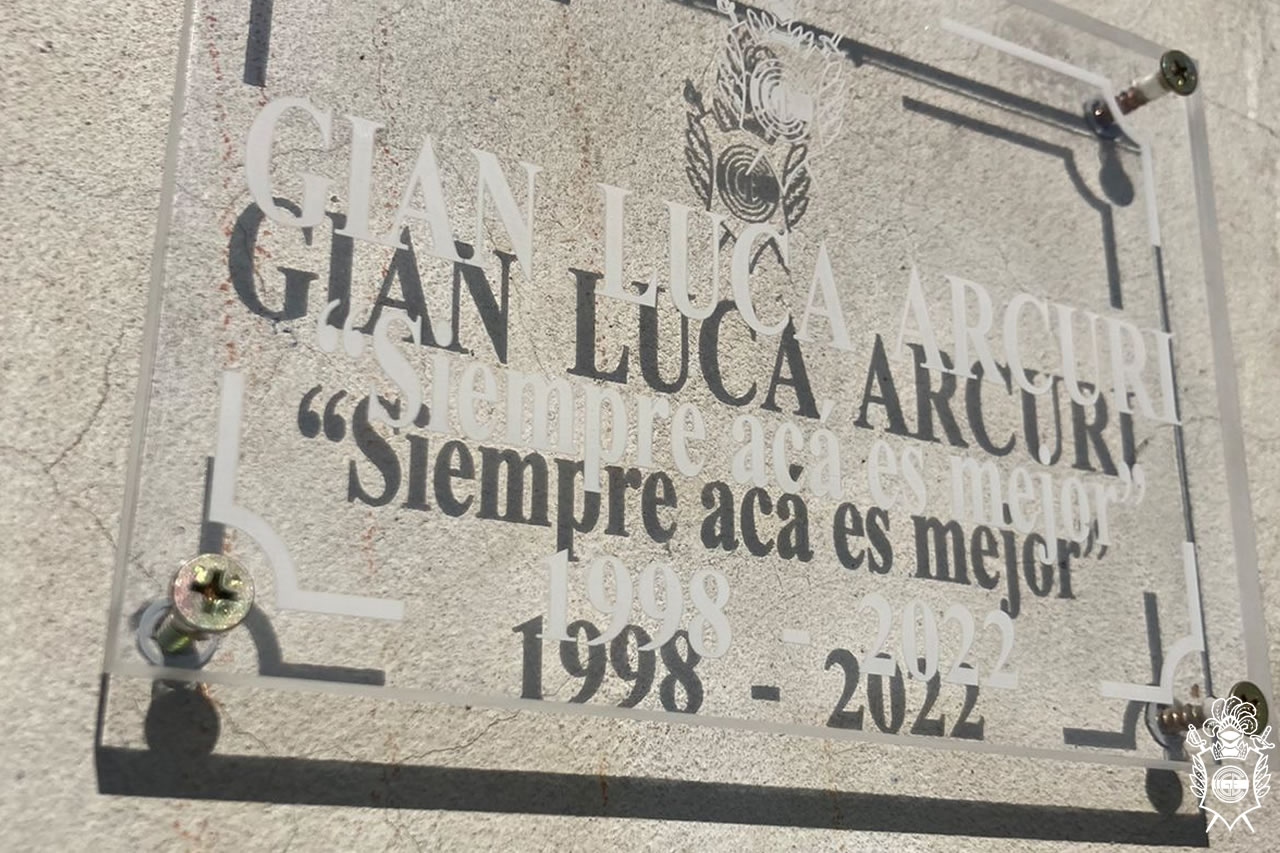 GIAN LUCA ARCURI
“Siempre acá es mejor”
1998 - 2022